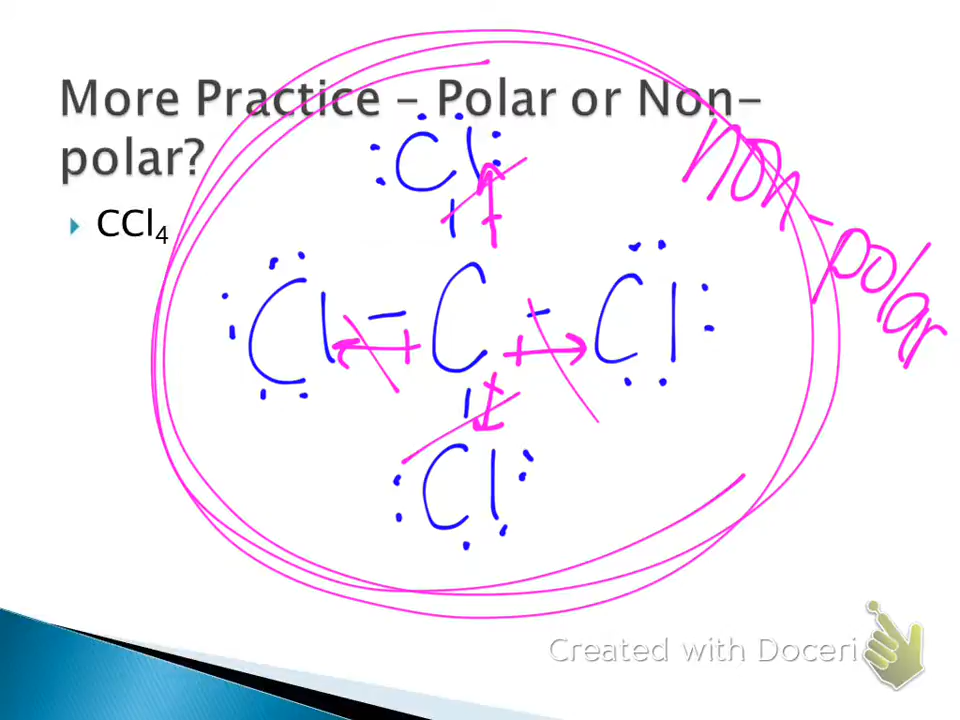 More Practice – Polar or Non-
polar?
CCl₄
Cl
Cl – C – Cl
Cl
non-polar
Created with Doceri